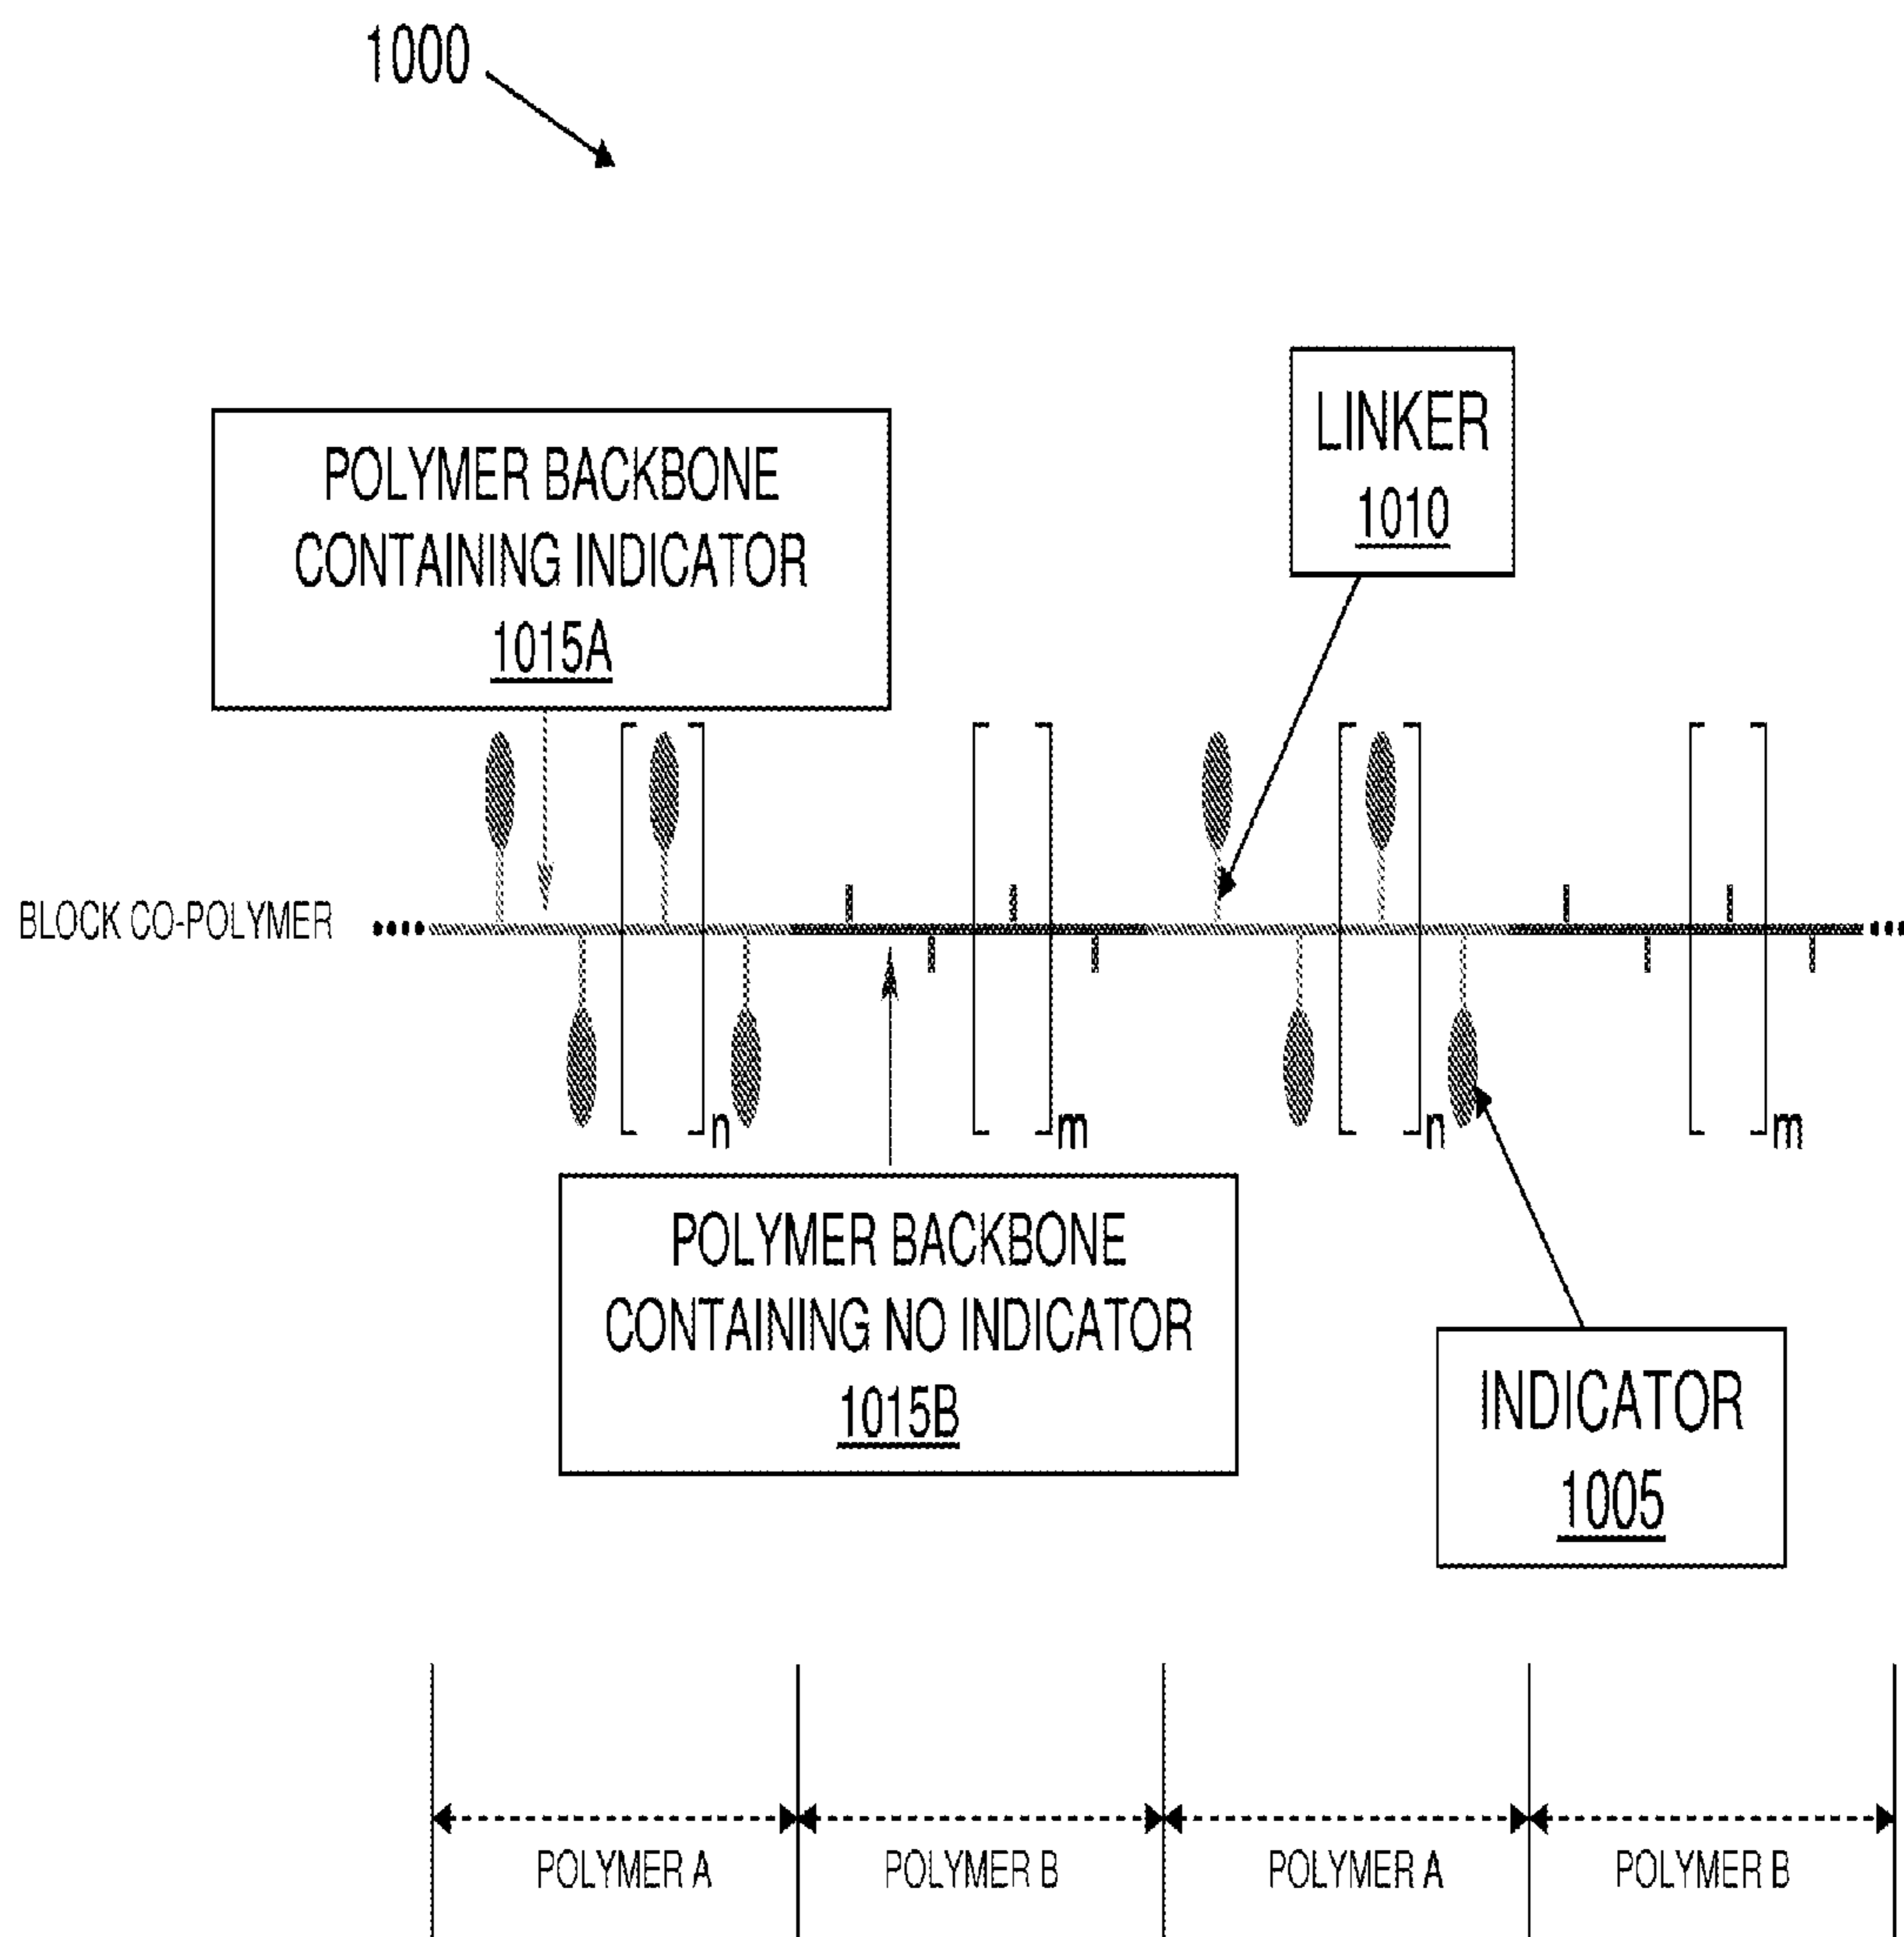 1000
LINKER
1010
POLYMER BACKBONE
CONTAINING INDICATOR
1015A
BLOCK CO-POLYMER
n
m
n
m
POLYMER BACKBONE
CONTAINING NO INDICATOR
1015B
INDICATOR
1005
POLYMER A
POLYMER B
POLYMER A
POLYMER B